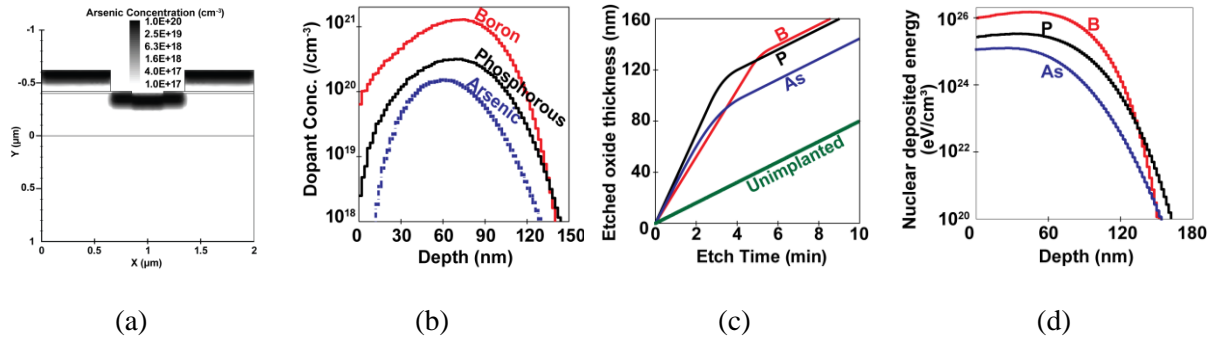 Arsenic Concentration (cm-3)
1.0E+20
2.5E+19
6.3E+18
1.6E+18
4.0E+17
1.0E+17
-1
-0.5
0
0.5
1
Y (µm)
0
0.5
1
1.5
2
X (µm)
(a)
10²¹
10²⁰
10¹⁹
10¹⁸
Dopant Conc. (/cm-3)
Boron
Phosphorous
Arsenic
0 30 60 90 120 150
Depth (nm)
(b)
160
120
80
40
0
Etched oxide thickness (nm)
B
P
As
Unimplanted
0 2 4 6 8 10
Etch Time (min)
(c)
10²⁶
10²⁴
10²²
10²⁰
Nuclear deposited energy
(eV/cm³)
B
P
As
0 60 120 180
Depth (nm)
(d)